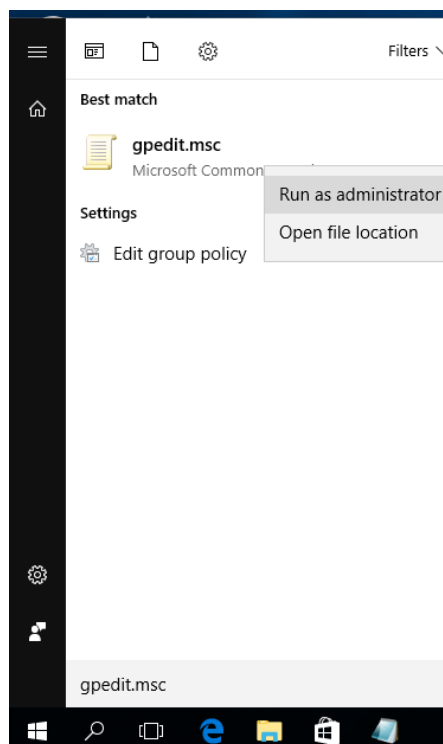 Filters
Best match
gpedit.msc
Microsoft Common
Run as administrator
Settings
Open file location
Edit group policy
gpedit.msc